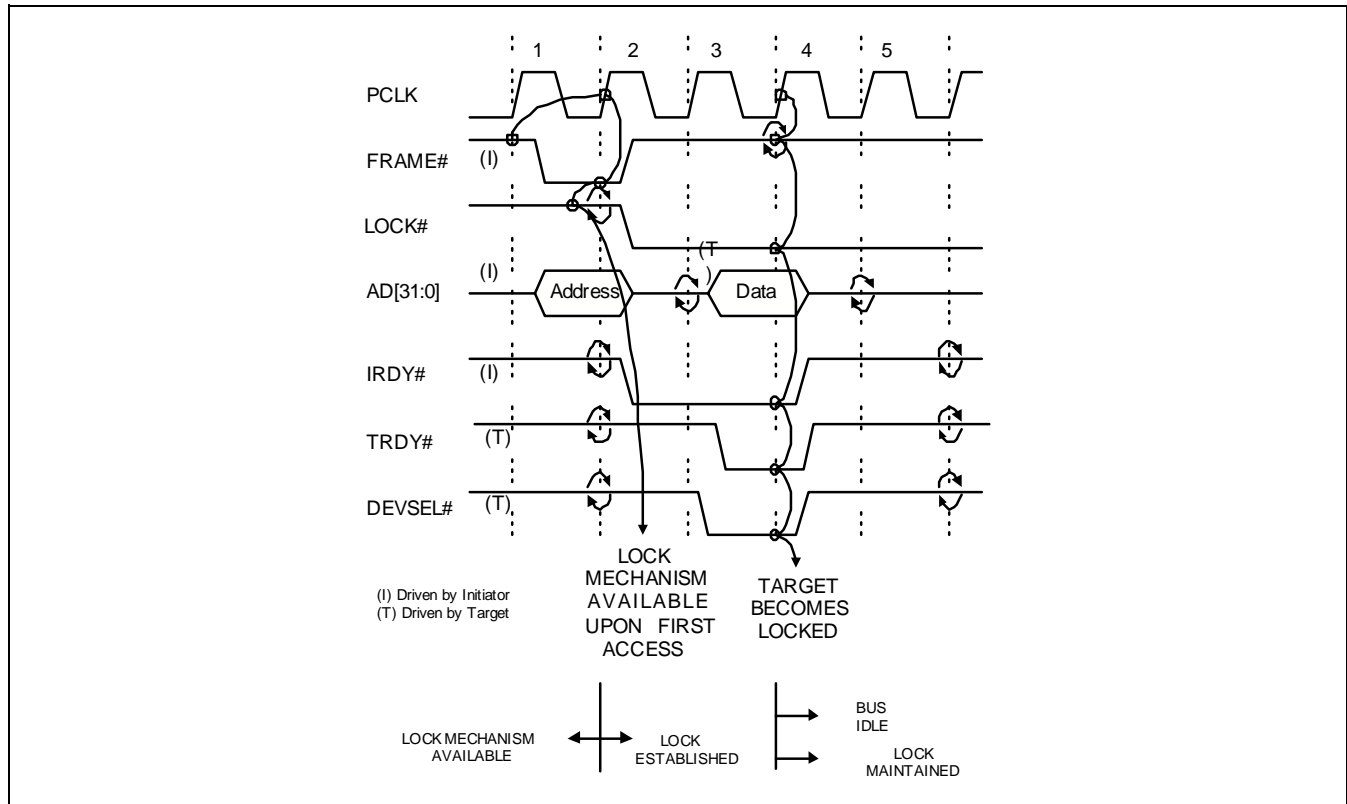 1 2 3 4 5
PCLK
FRAME# (I)
LOCK#
(T
)
AD[31:0] (I) Address Data
IRDY# (I)
TRDY# (T)
DEVSEL# (T)
LOCK
MECHANISM
AVAILABLE
UPON FIRST
ACCESS
TARGET
BECOMES
LOCKED
(I) Driven by Initiator
(T) Driven by Target
LOCK MECHANISM
AVAILABLE
LOCK
ESTABLISHED
BUS
IDLE
LOCK
MAINTAINED